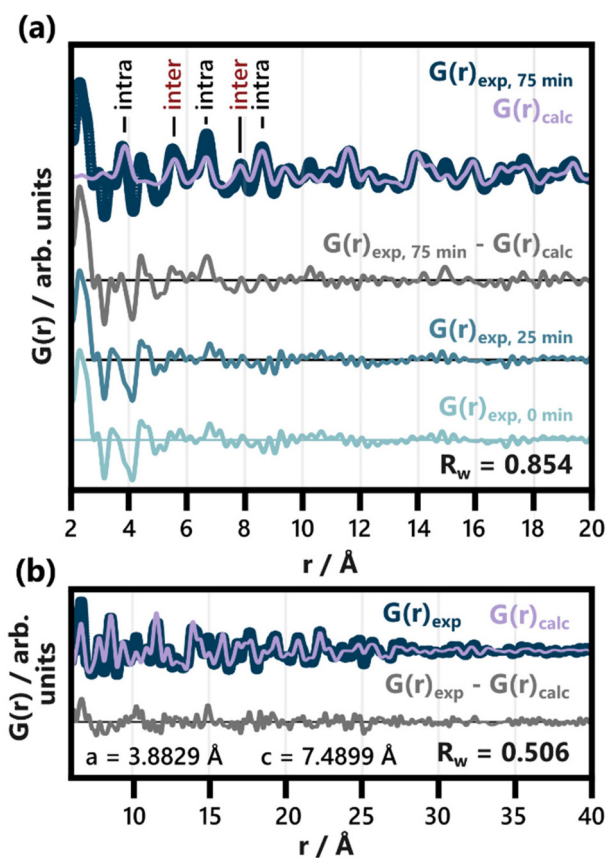 (a)
intra
inter
intra
inter
intra
G(r)exp, 75 min
G(r)calc
G(r)exp, 75 min - G(r)calc
G(r)exp, 25 min
G(r)exp, 0 min
Rw = 0.854
G(r) / arb. units
2 4 6 8 10 12 14 16 18 20
r / Å
(b)
G(r)exp G(r)calc
G(r)exp - G(r)calc
a = 3.8829 Å c = 7.4899 Å Rw = 0.506
G(r) / arb.
units
10 15 20 25 30 35 40
r / Å